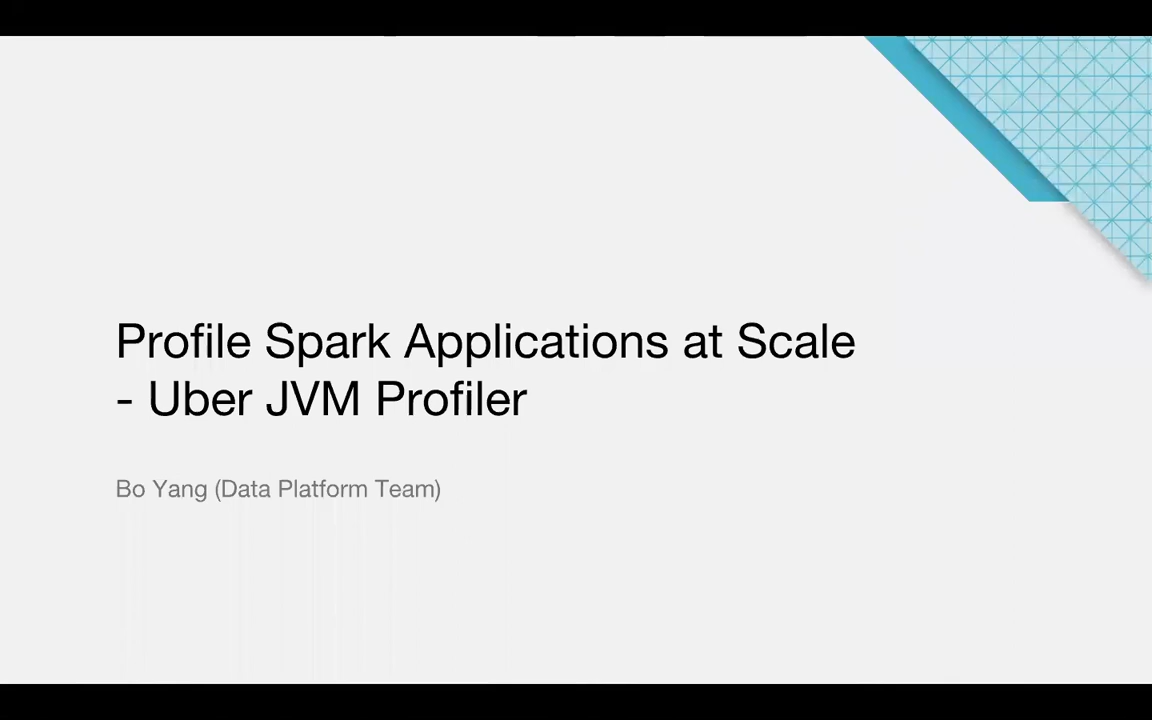 Profile Spark Applications at Scale
- Uber JVM Profiler
Bo Yang (Data Platform Team)